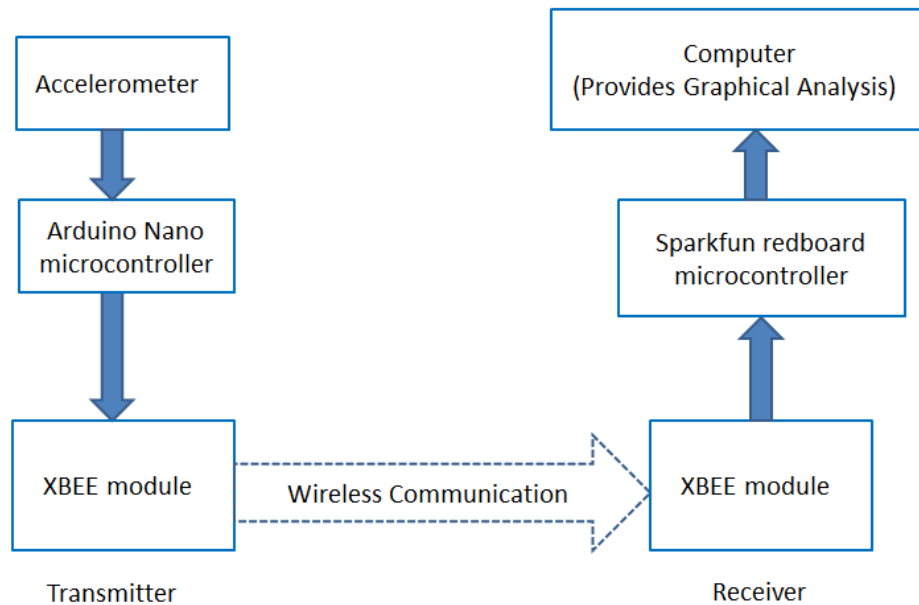 Accelerometer
Arduino Nano
microcontroller
XBEE module
Transmitter
Wireless Communication
Computer
(Provides Graphical Analysis)
Sparkfun redboard
microcontroller
XBEE module
Receiver